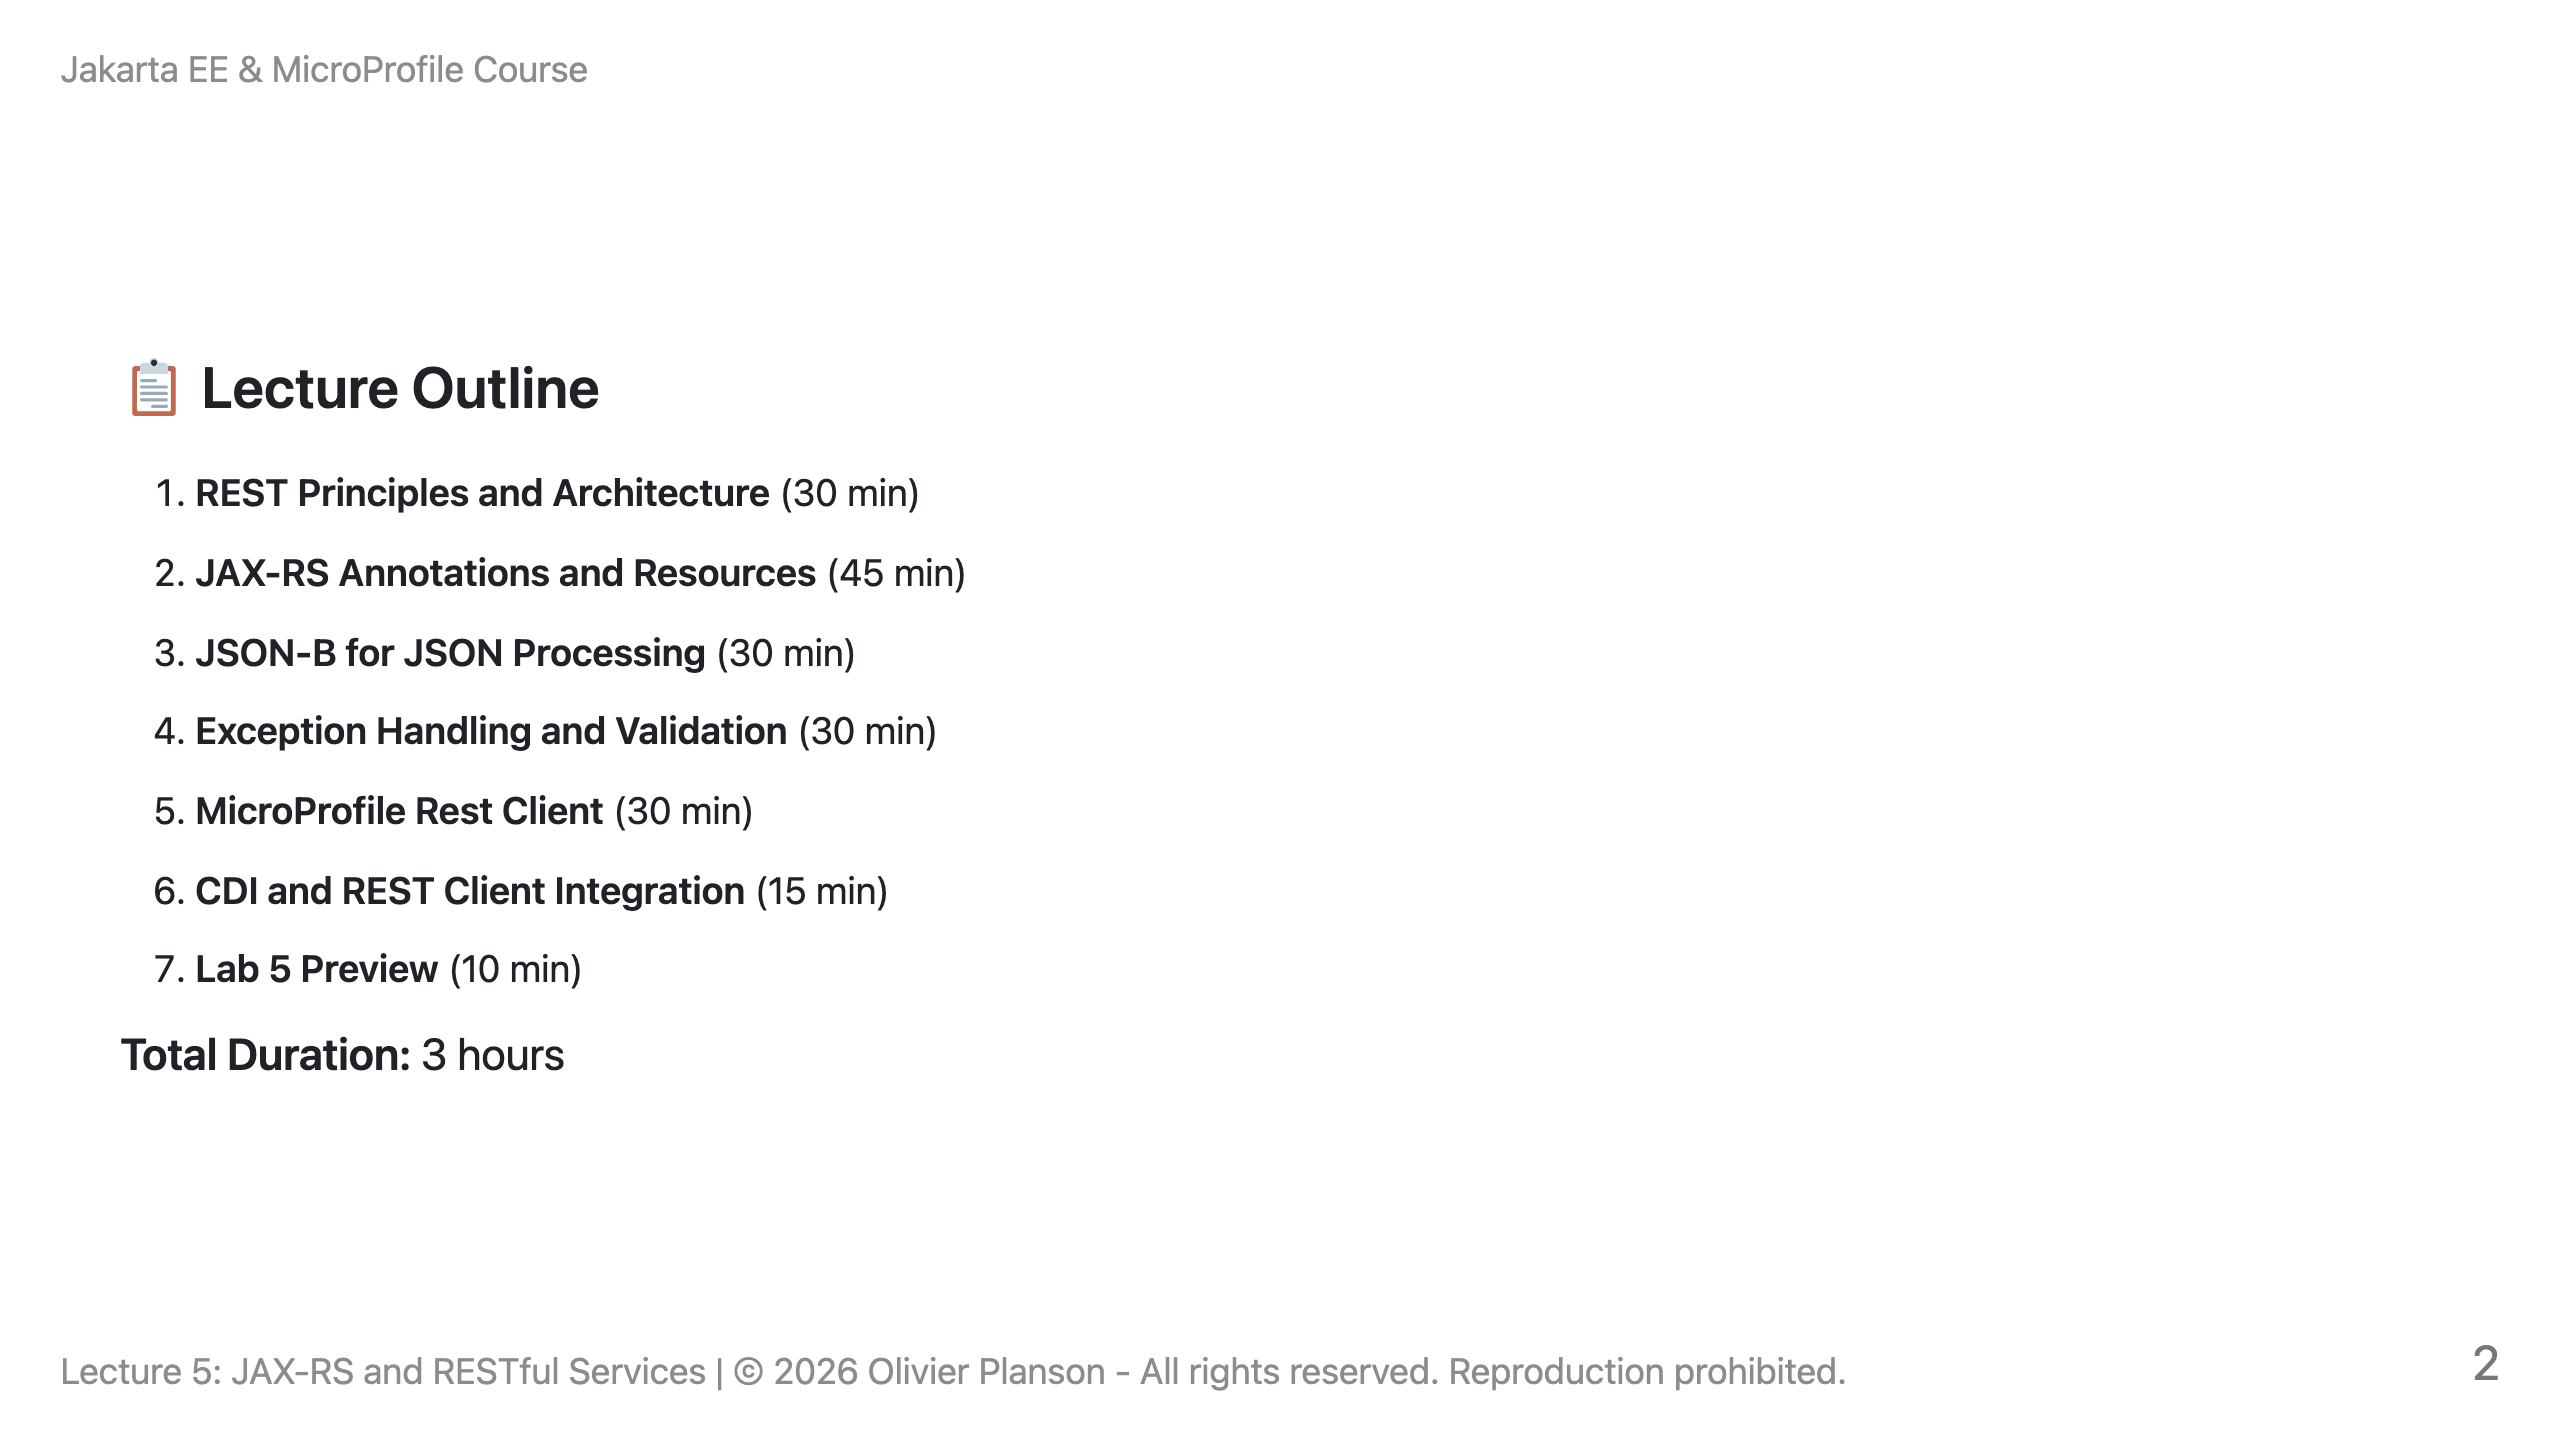 Jakarta EE & MicroProfile Course
📋 Lecture Outline
1. REST Principles and Architecture (30 min)
2. JAX-RS Annotations and Resources (45 min)
3. JSON-B for JSON Processing (30 min)
4. Exception Handling and Validation (30 min)
5. MicroProfile Rest Client (30 min)
6. CDI and REST Client Integration (15 min)
7. Lab 5 Preview (10 min)
Total Duration: 3 hours
Lecture 5: JAX-RS and RESTful Services | © 2026 Olivier Planson - All rights reserved. Reproduction prohibited.
2